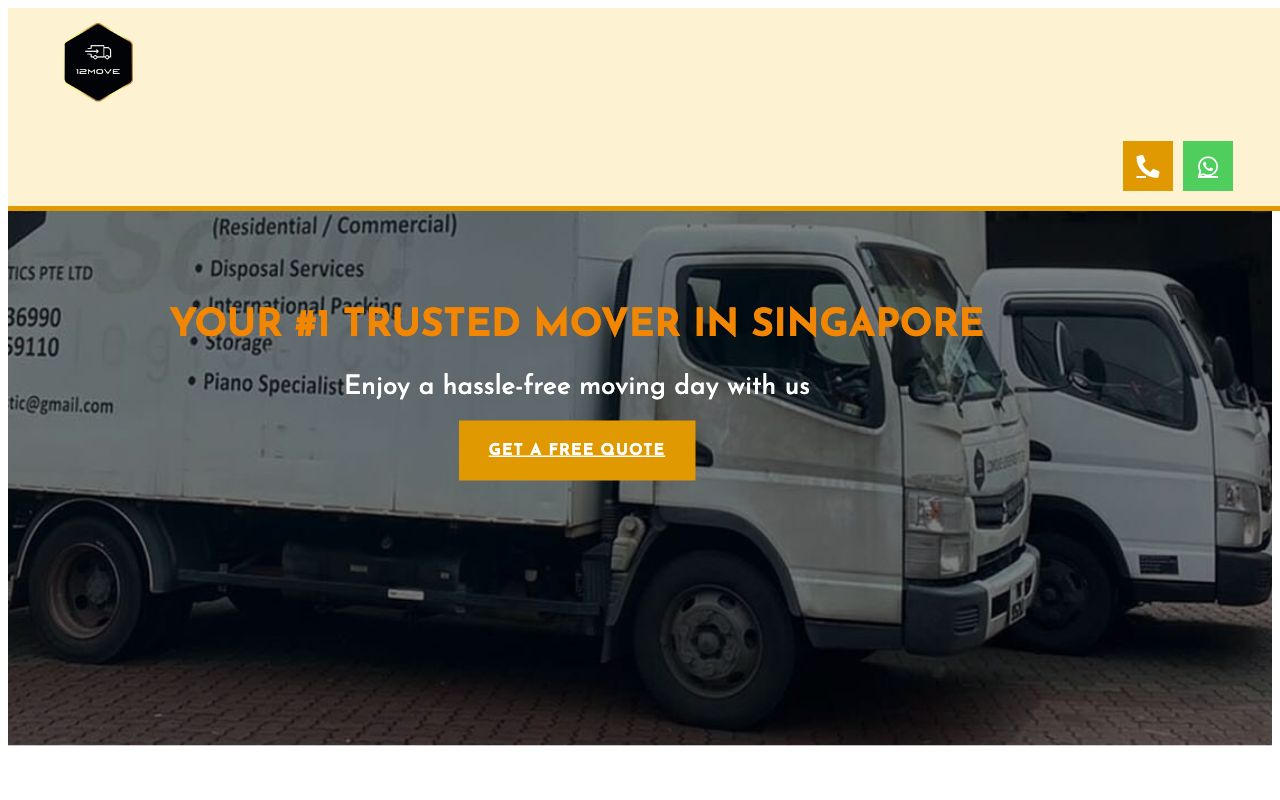 12MOVE
(Residential / Commercial)
TICS PTE LTD
• Disposal Services
• International Packing
36990
YOUR #1 TRUSTED MOVER IN SINGAPORE
• Storage
59110
• Piano Specialist
Enjoy a hassle-free moving day with us
tic@gmail.com
GET A FREE QUOTE